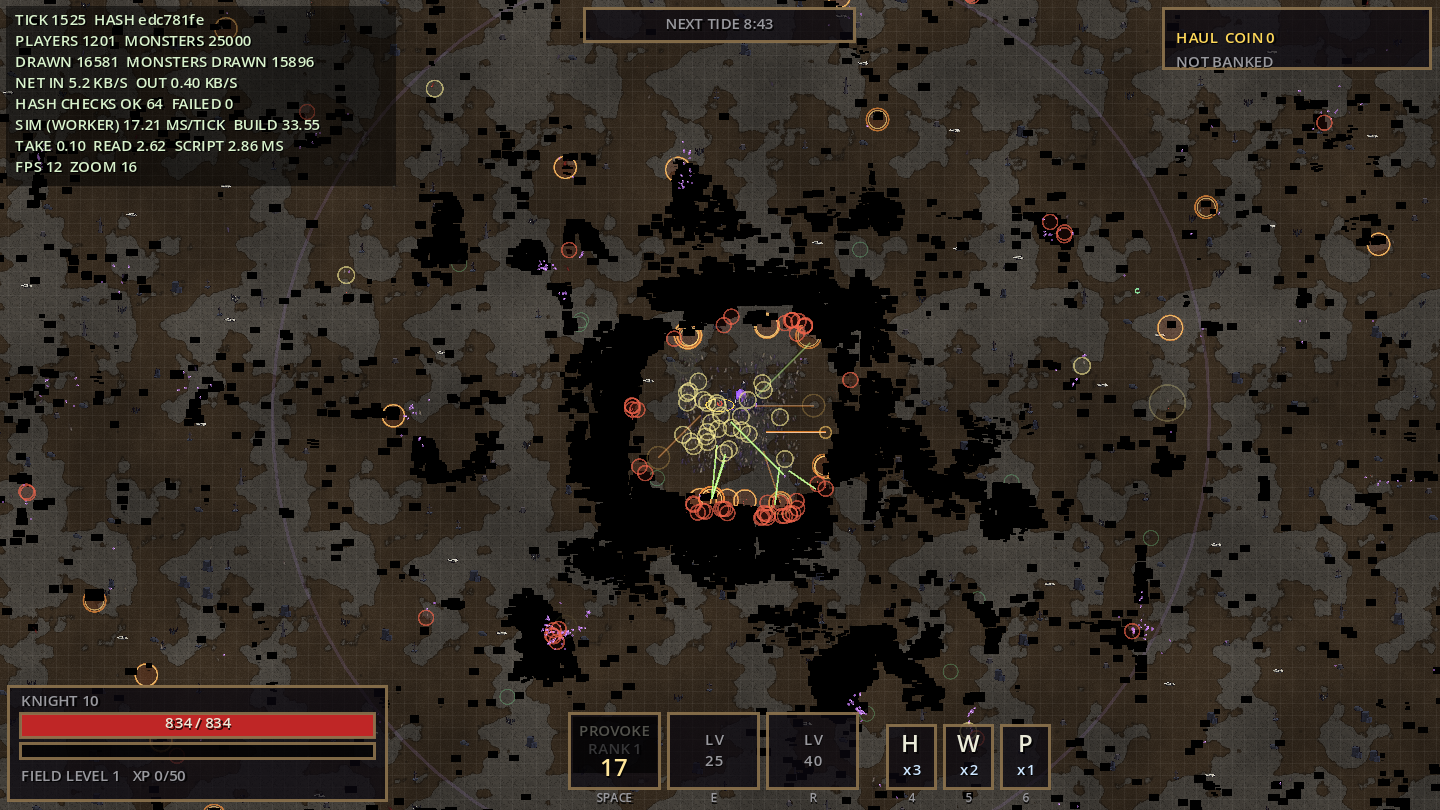 TICK 1525 HASH edc781fe
PLAYERS 1201 MONSTERS 25000
DRAWN 16581 MONSTERS DRAWN 15896
NET IN 5.2 KB/S OUT 0.40 KB/S
HASH CHECKS OK 64 FAILED 0
SIM (WORKER) 17.21 MS/TICK BUILD 33.55
TAKE 0.10 READ 2.62 SCRIPT 2.86 MS
FPS 12 ZOOM 16
NEXT TIDE 8:43
HAUL COIN 0
NOT BANKED
KNIGHT 10
834 / 834
FIELD LEVEL 1 XP 0/50
PROVOKE
RANK 1
17
SPACE
LV
25
E
LV
40
R
H
x3
4
W
x2
5
P
x1
6